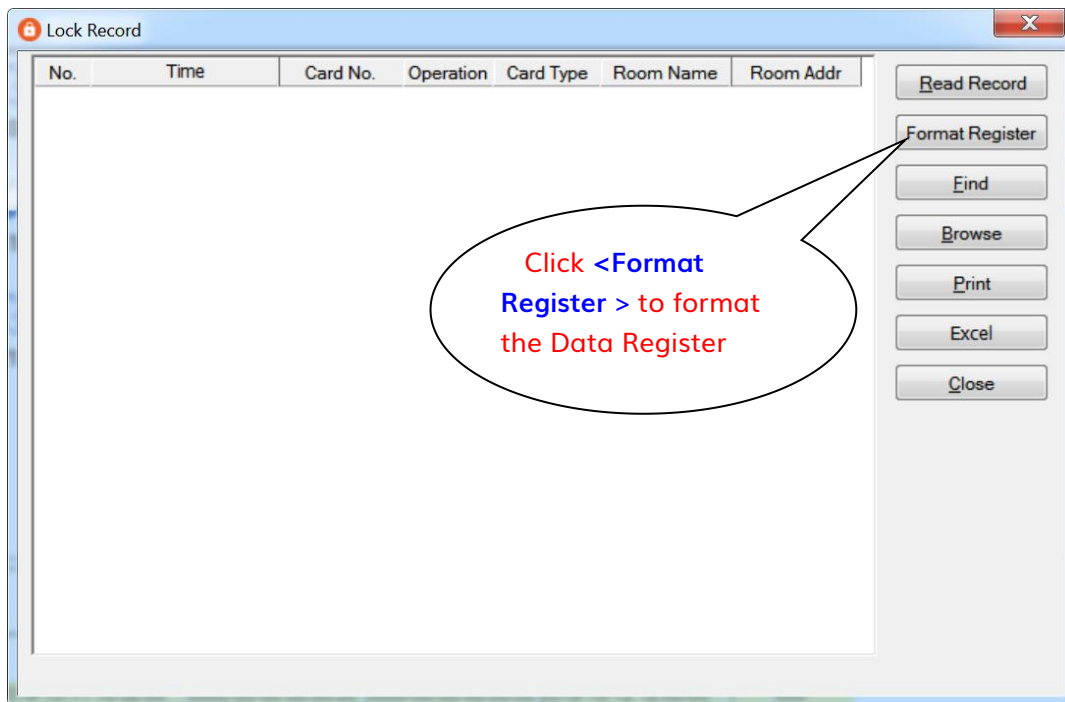 Lock Record
No. Time Card No. Operation Card Type Room Name Room Addr
Read Record
Format Register
Find
Browse
Print
Excel
Close
Click <Format
Register > to format
the Data Register